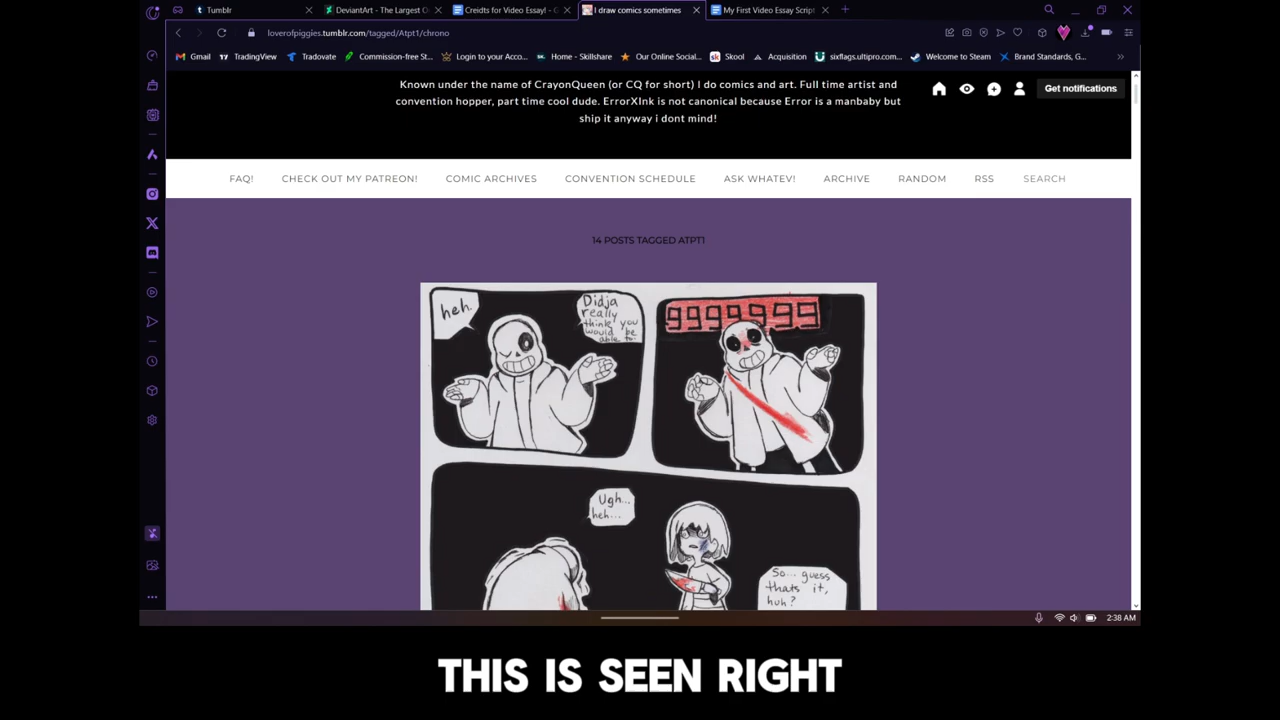 Tumblr
DeviantArt - The Largest O
Creidts for Video Essay! - G
I draw comics sometimes
My First Video Essay Script
loverofpiggies.tumblr.com/tagged/Atpt1/chrono
Gmail
TradingView
Tradovate
Commission-free St...
Login to your Acco...
Home - Skillshare
Our Online Social...
Skool
Acquisition
sixflags.ultipro.com...
Welcome to Steam
Brand Standards, G...
Known under the name of CrayonQueen (or CQ for short) I do comics and art. Full time artist and
convention hopper, part time cool dude. ErrorXInk is not canonical because Error is a manbaby but
ship it anyway i dont mind!
Get notifications
FAQ!
CHECK OUT MY PATREON!
COMIC ARCHIVES
CONVENTION SCHEDULE
ASK WHATEV!
ARCHIVE
RANDOM
RSS
SEARCH
14 POSTS TAGGED ATPT1
heh.
Didja
really
think you
would be
able to-
9999999
Ugh...
heh...
So... guess
thats it,
huh?
2:38 AM
THIS IS SEEN RIGHT